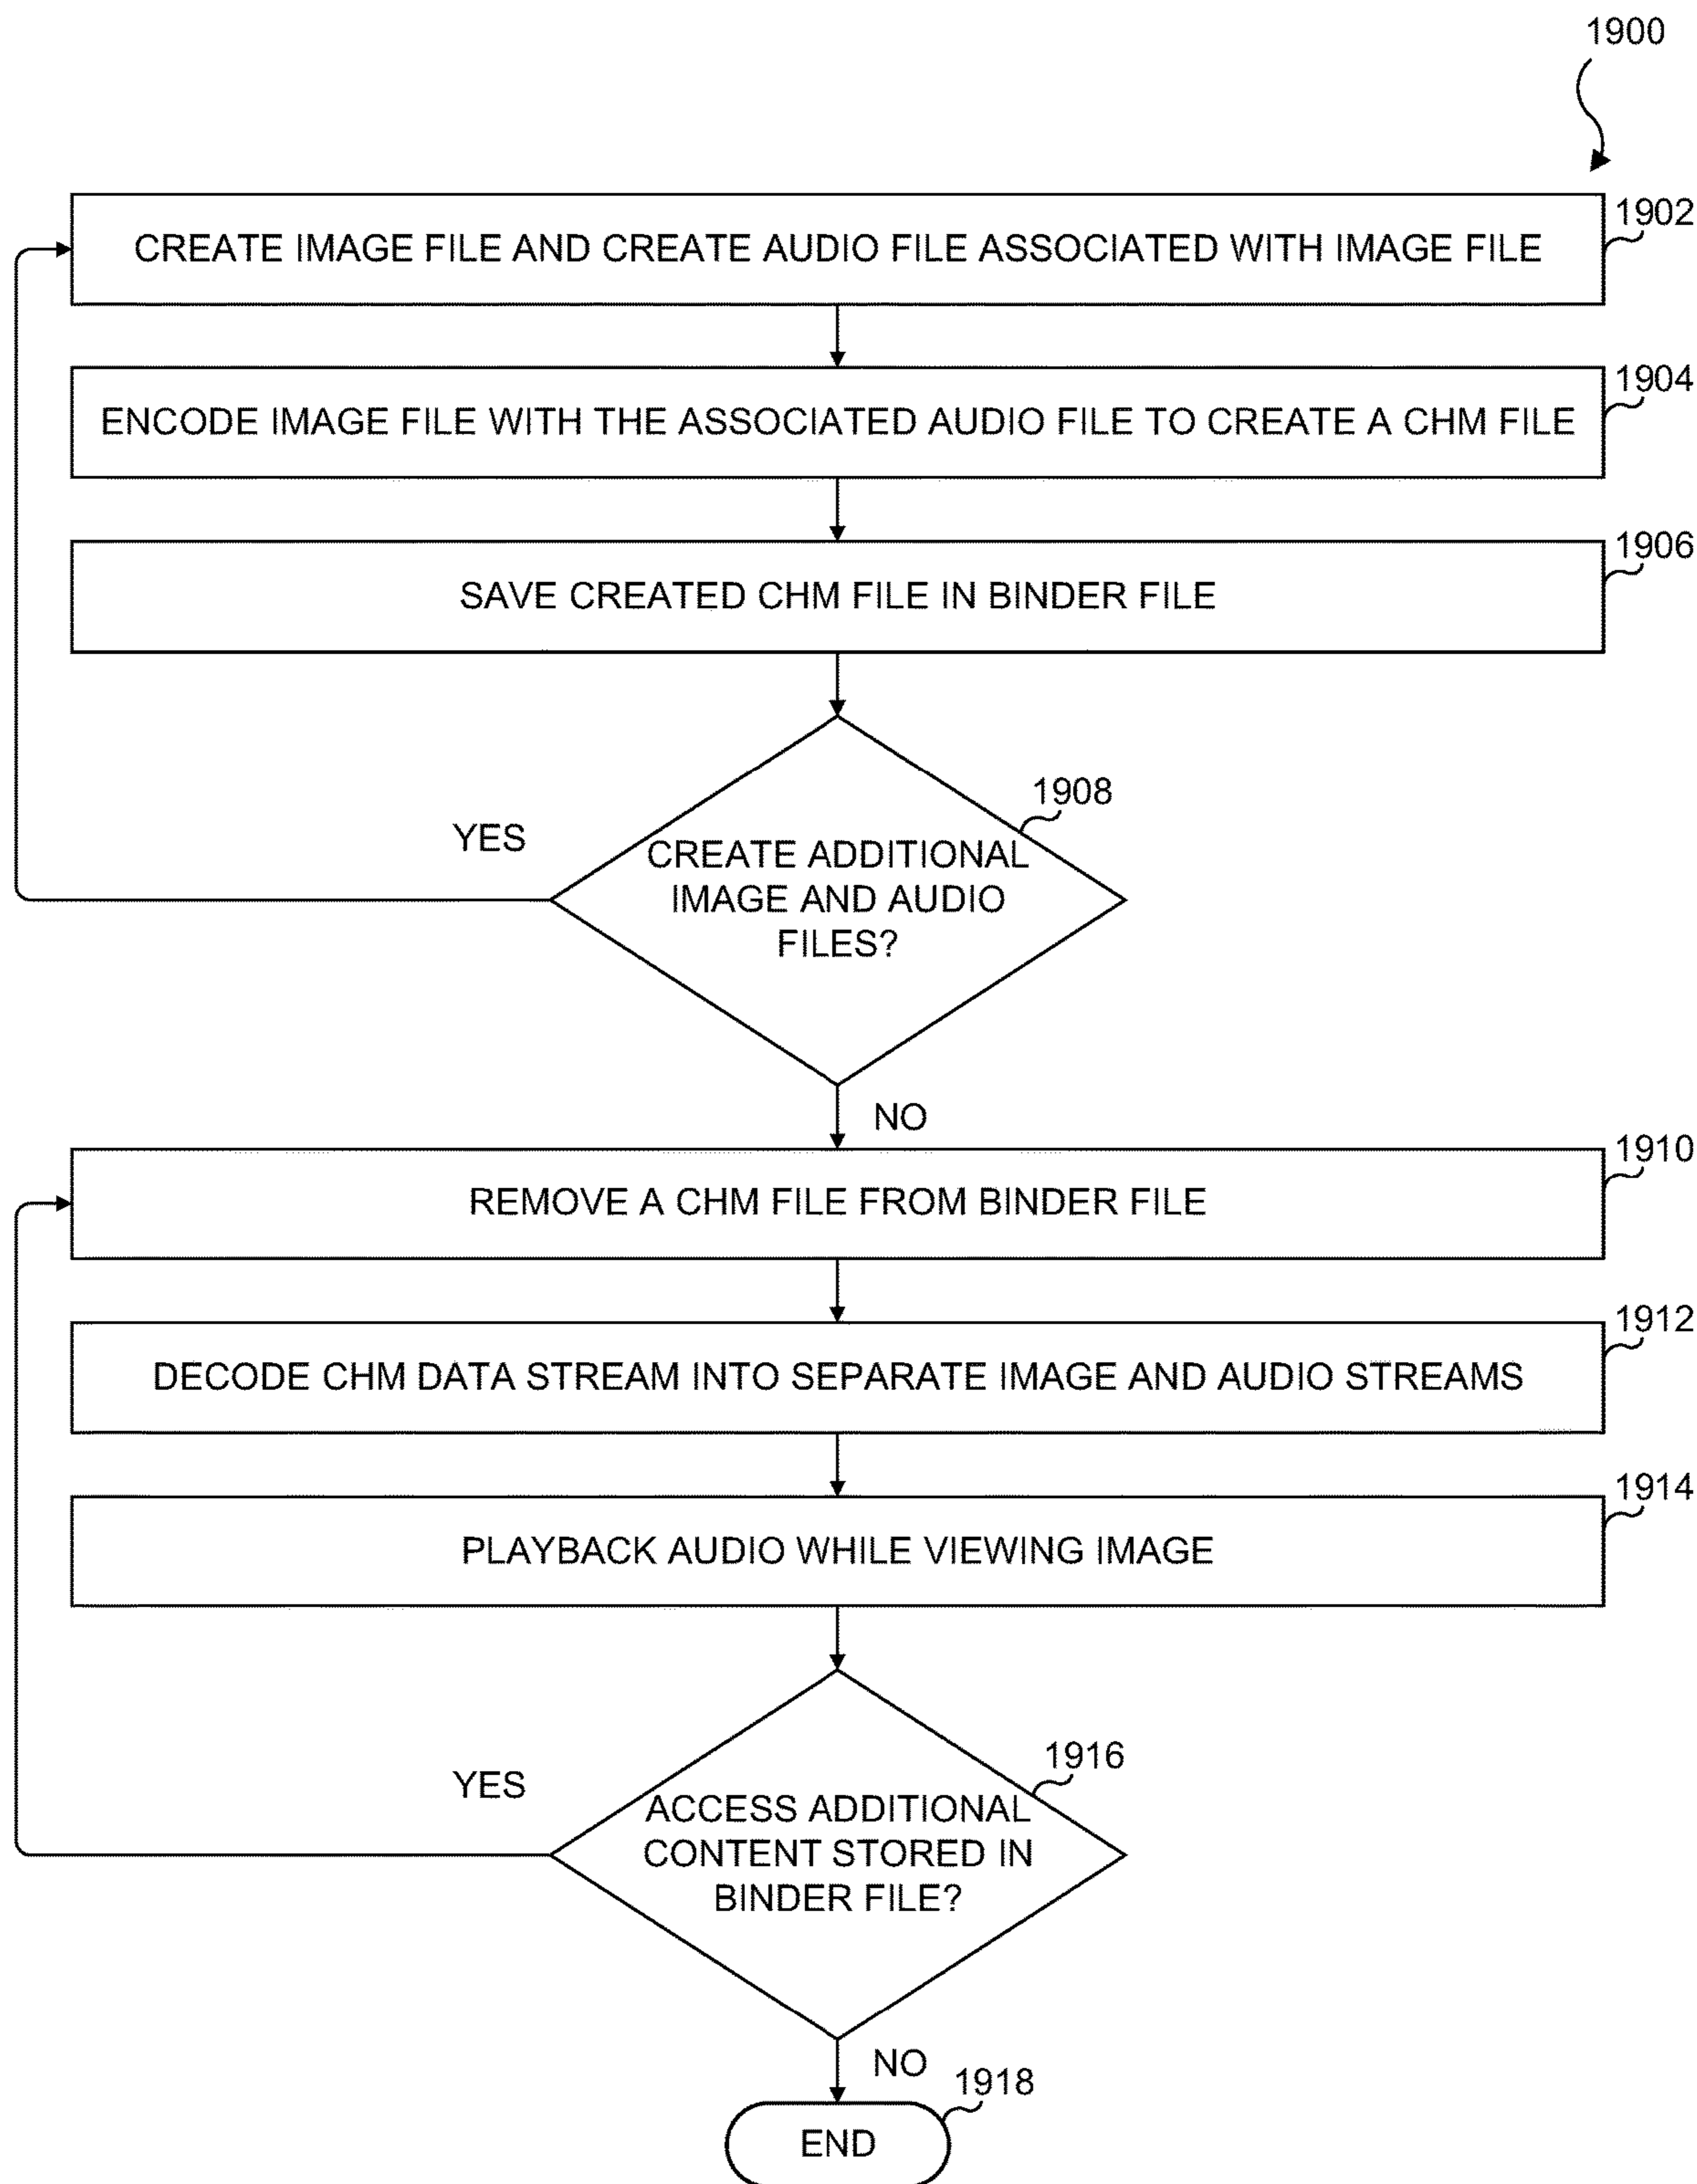 1900
1902
CREATE IMAGE FILE AND CREATE AUDIO FILE ASSOCIATED WITH IMAGE FILE
1904
ENCODE IMAGE FILE WITH THE ASSOCIATED AUDIO FILE TO CREATE A CHM FILE
1906
SAVE CREATED CHM FILE IN BINDER FILE
1908
YES
CREATE ADDITIONAL
IMAGE AND AUDIO
FILES?
NO
1910
REMOVE A CHM FILE FROM BINDER FILE
1912
DECODE CHM DATA STREAM INTO SEPARATE IMAGE AND AUDIO STREAMS
1914
PLAYBACK AUDIO WHILE VIEWING IMAGE
1916
YES
ACCESS ADDITIONAL
CONTENT STORED IN
BINDER FILE?
NO
1918
END